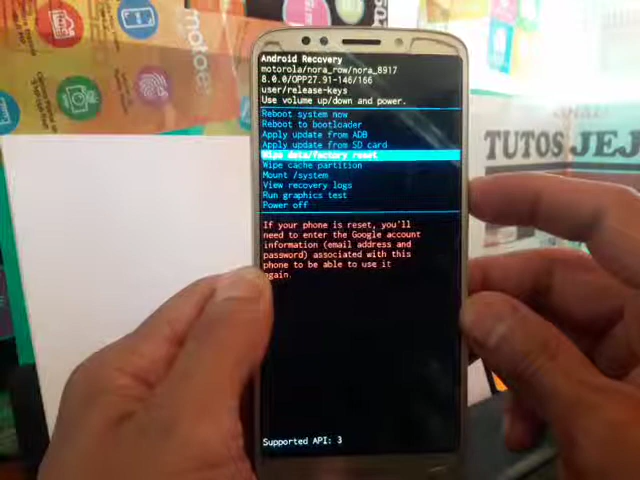 motoe5
Android Recovery
motorola/nora_row/nora_8917
8.0.0/OPP27.91-146/166
user/release-keys
Use volume up/down and power.
Reboot system now
Reboot to bootloader
Apply update from ADB
Apply update from SD card
Wipe data/factory reset
Wipe cache partition
Mount /system
View recovery logs
Run graphics test
Power off
If your phone is reset, you'll
need to enter the Google account
information (email address and
password) associated with this
phone to be able to use it
again.
Supported API: 3
TUTOS JEJ